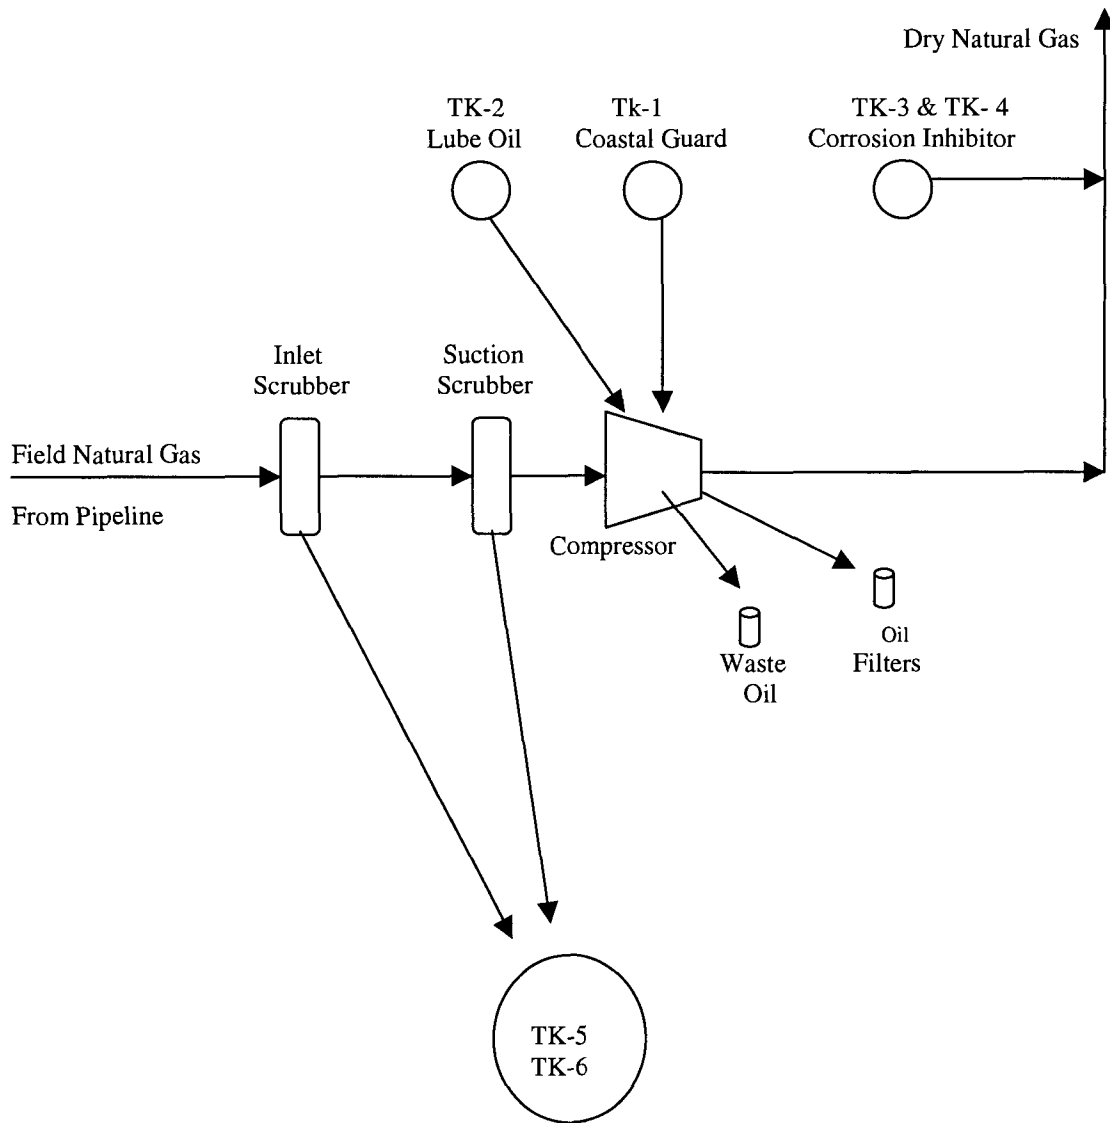 Dry Natural Gas
TK-2
Lube Oil
Tk-1
Coastal Guard
TK-3 & TK- 4
Corrosion Inhibitor
Inlet
Scrubber
Suction
Scrubber
Field Natural Gas
From Pipeline
Compressor
Waste
Oil
Oil
Filters
TK-5
TK-6